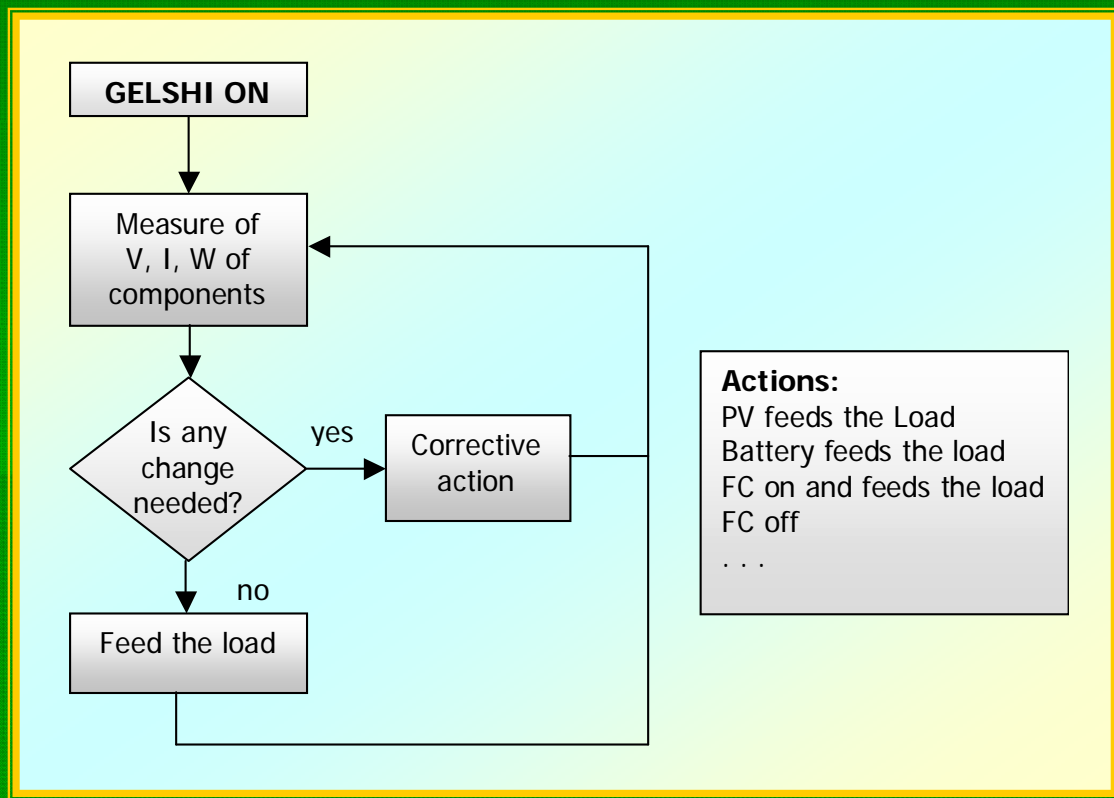 GELSHI ON
Measure of
V, I, W of
components
Is any
change
needed?
yes
Corrective
action
no
Feed the load
Actions:
PV feeds the Load
Battery feeds the load
FC on and feeds the load
FC off
. . .